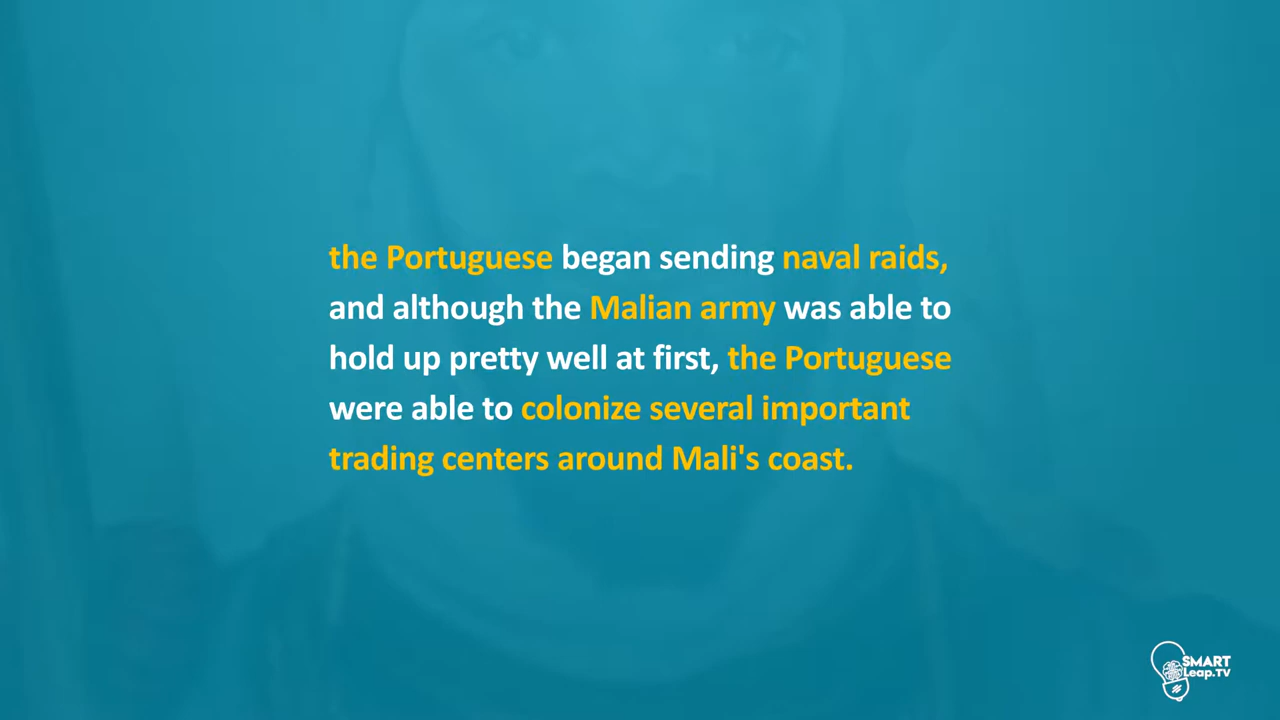 the Portuguese began sending naval raids,
and although the Malian army was able to
hold up pretty well at first, the Portuguese
were able to colonize several important
trading centers around Mali's coast.
SMART
Leap.TV